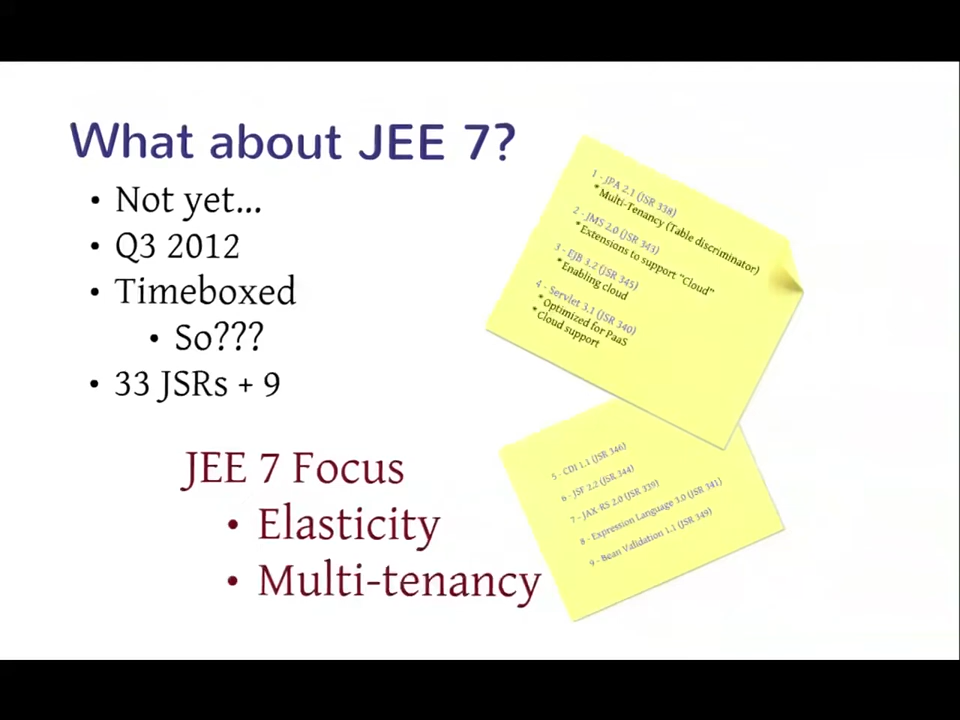 What about JEE 7?
• Not yet...
• Q3 2012
• Timeboxed
• So???
• 33 JSRs + 9
JEE 7 Focus
• Elasticity
• Multi-tenancy
1 - JPA 2.1 (JSR 338)
* Multi-Tenancy (Table discriminator)
2 - JMS 2.0 (JSR 343)
* Extensions to support "Cloud"
3 - EJB 3.2 (JSR 345)
* Enabling cloud
4 - Servlet 3.1 (JSR 340)
* Optimized for PaaS
* Cloud support
5 - CDI 1.1 (JSR 346)
6 - JSF 2.2 (JSR 344)
7 - JAX-RS 2.0 (JSR 339)
8 - Expression Language 3.0 (JSR 341)
9 - Bean Validation 1.1 (JSR 349)